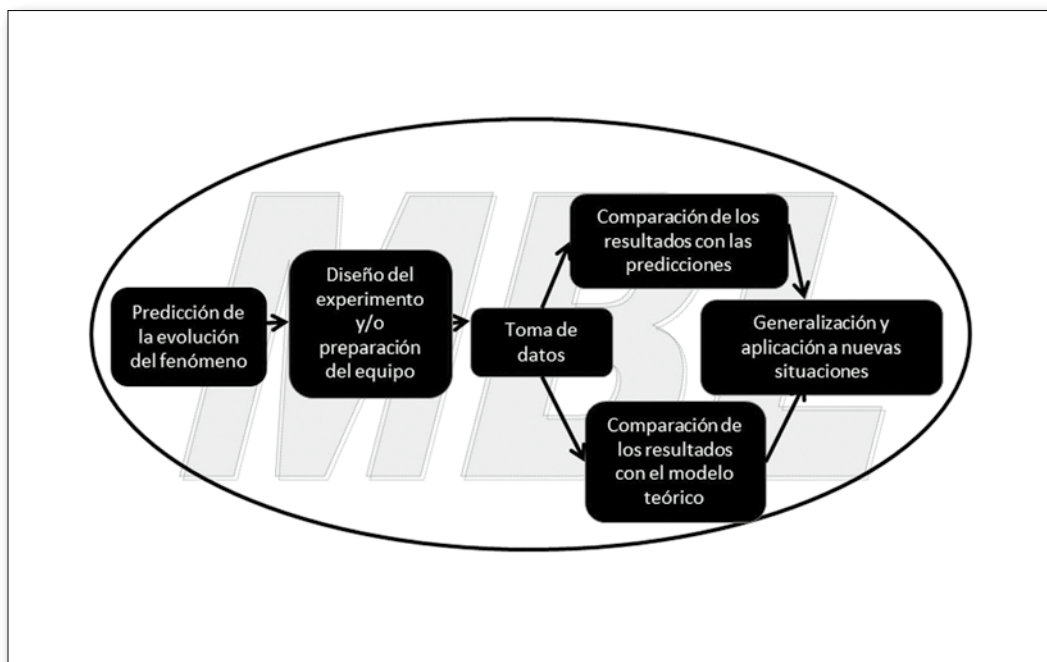 MBL
Predicción de
la evolución
del fenómeno
Diseño del
experimento
y/o
preparación
del equipo
Toma de
datos
Comparación de los
resultados con las
predicciones
Comparación de
los resultados
con el modelo
teórico
Generalización y
aplicación a nuevas
situaciones